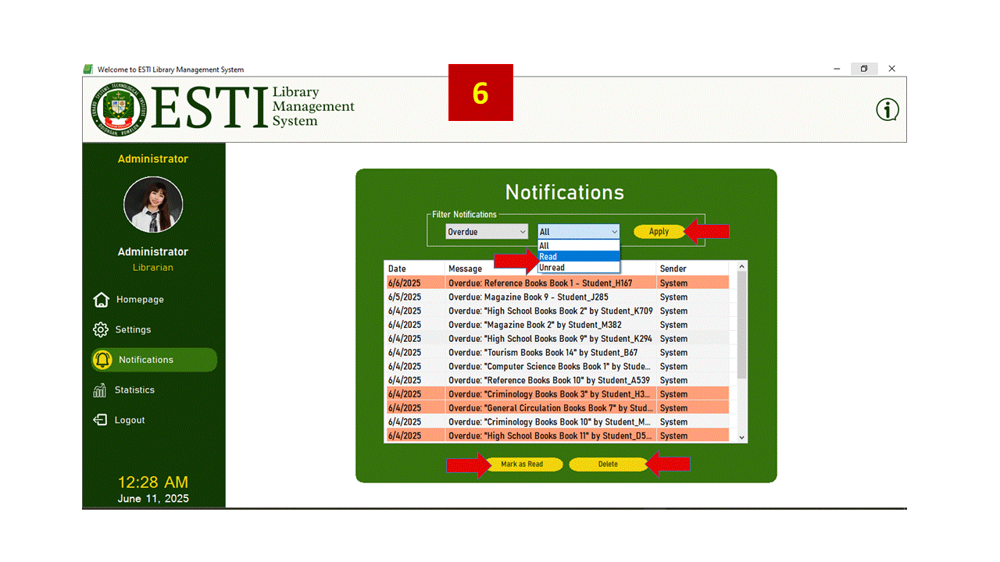 Welcome to ESTI Library Management System
6
ESTI
Library
Management
System
Administrator
Administrator
Librarian
Homepage
Settings
Notifications
Statistics
Logout
12:28 AM
June 11, 2025
Notifications
Filter Notifications
Overdue All Apply
All
Read
Unread
Date Message Sender
6/6/2025 Overdue: Reference Books Book 1 - Student_H167 System
6/5/2025 Overdue: Magazine Book 9 - Student_J285 System
6/4/2025 Overdue: "High School Books Book 2" by Student_K709 System
6/4/2025 Overdue: "Magazine Book 2" by Student_M382 System
6/4/2025 Overdue: "High School Books Book 9" by Student_K294 System
6/4/2025 Overdue: "Tourism Books Book 14" by Student_B67 System
6/4/2025 Overdue: "Computer Science Books Book 1" by Stude... System
6/4/2025 Overdue: "Reference Books Book 10" by Student_A539 System
6/4/2025 Overdue: "Criminology Books Book 3" by Student_H3... System
6/4/2025 Overdue: "General Circulation Books Book 7" by Stud... System
6/4/2025 Overdue: "Criminology Books Book 10" by Student_M... System
6/4/2025 Overdue: "High School Books Book 11" by Student_D5... System
Mark as Read Delete